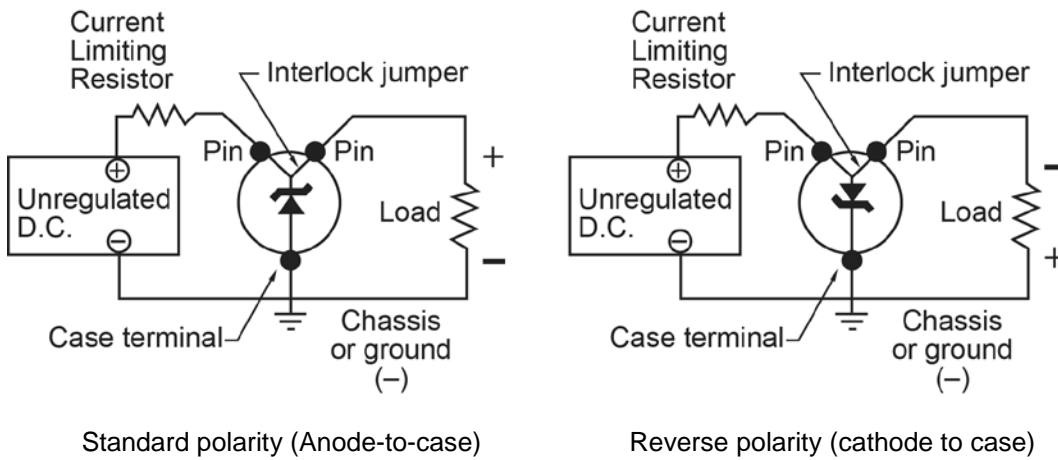 Current
Limiting
Resistor
Interlock jumper
Pin
Pin
+
+
Unregulated
D.C.
−
Load
−
Case terminal
Chassis
or ground
(−)
Standard polarity (Anode-to-case)
Current
Limiting
Resistor
Interlock jumper
Pin
Pin
−
+
Unregulated
D.C.
−
Load
+
Case terminal
Chassis
or ground
(−)
Reverse polarity (cathode to case)